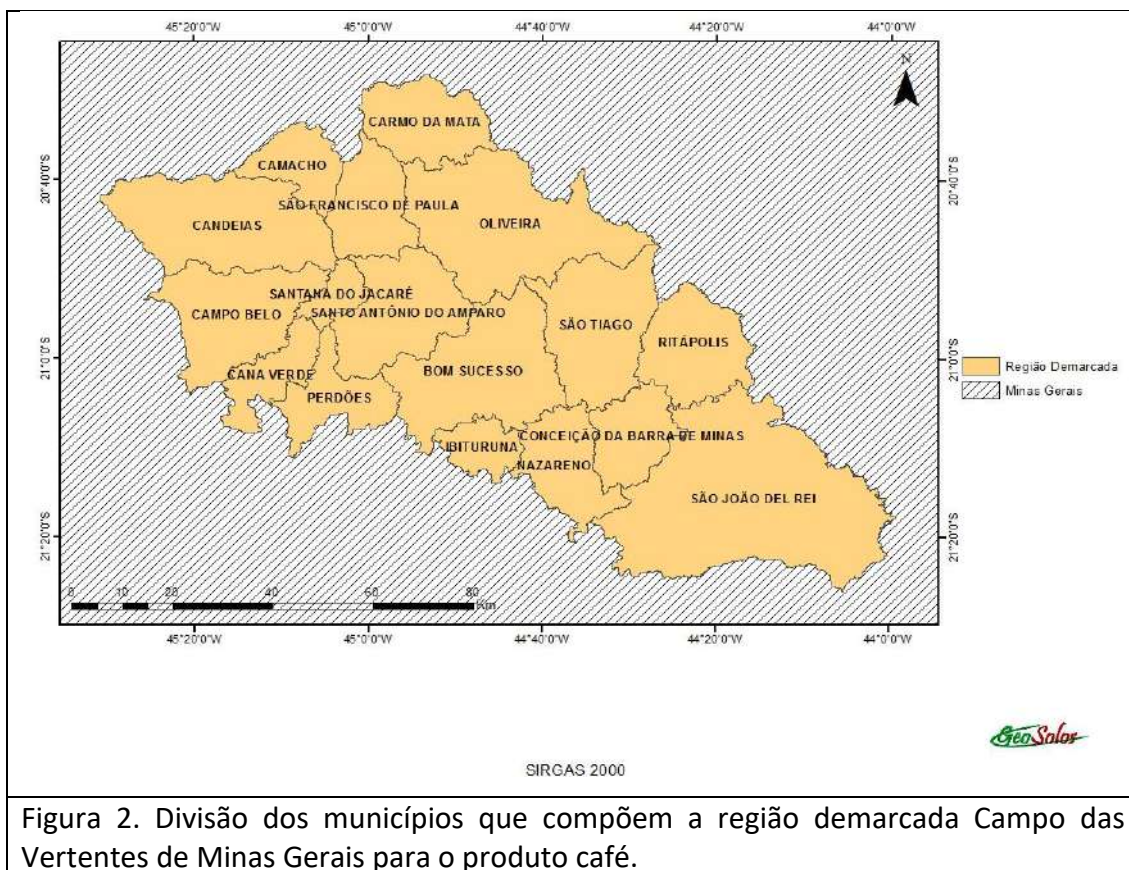 45°20'0"W 45°0'0"W 44°40'0"W 44°20'0"W 44°0'0"W
N
CARMO DA MATA
CAMACHO
20°40'0"S 20°40'0"S
SÃO FRANCISCO DE PAULA
CANDEIAS OLIVEIRA
SANTANA DO JACARÉ
CAMPO BELO SANTO ANTÔNIO DO AMPARO
SÃO TIAGO
RITÁPOLIS
21°0'0"S 21°0'0"S
Região Demarcada
CANA VERDE BOM SUCESSO
Minas Gerais
PERDÕES
CONCEIÇÃO DA BARRA DE MINAS
IBITURUNA
NAZARENO
SÃO JOÃO DEL REI
21°20'0"S 21°20'0"S
0 10 20 40 60 80
Km
45°20'0"W 45°0'0"W 44°40'0"W 44°20'0"W 44°0'0"W
GeoSolos
SIRGAS 2000
Figura 2. Divisão dos municípios que compõem a região demarcada Campo das
Vertentes de Minas Gerais para o produto café.